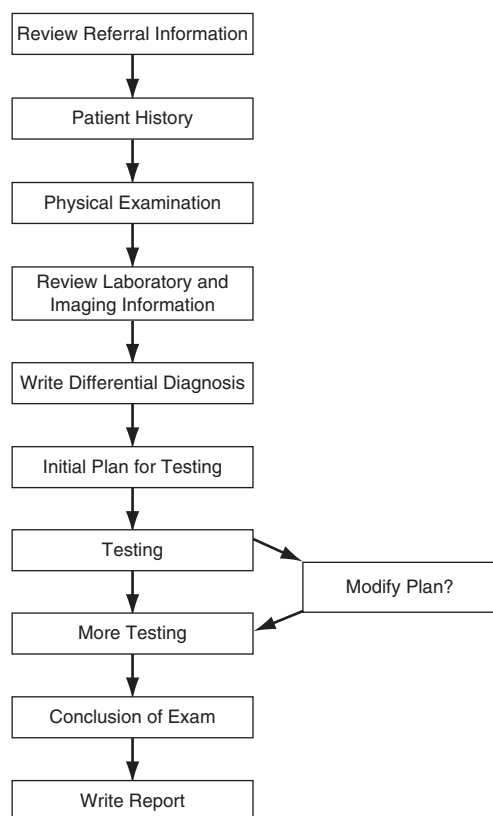 Review Referral Information
Patient History
Physical Examination
Review Laboratory and
Imaging Information
Write Differential Diagnosis
Initial Plan for Testing
Testing
Modify Plan?
More Testing
Conclusion of Exam
Write Report